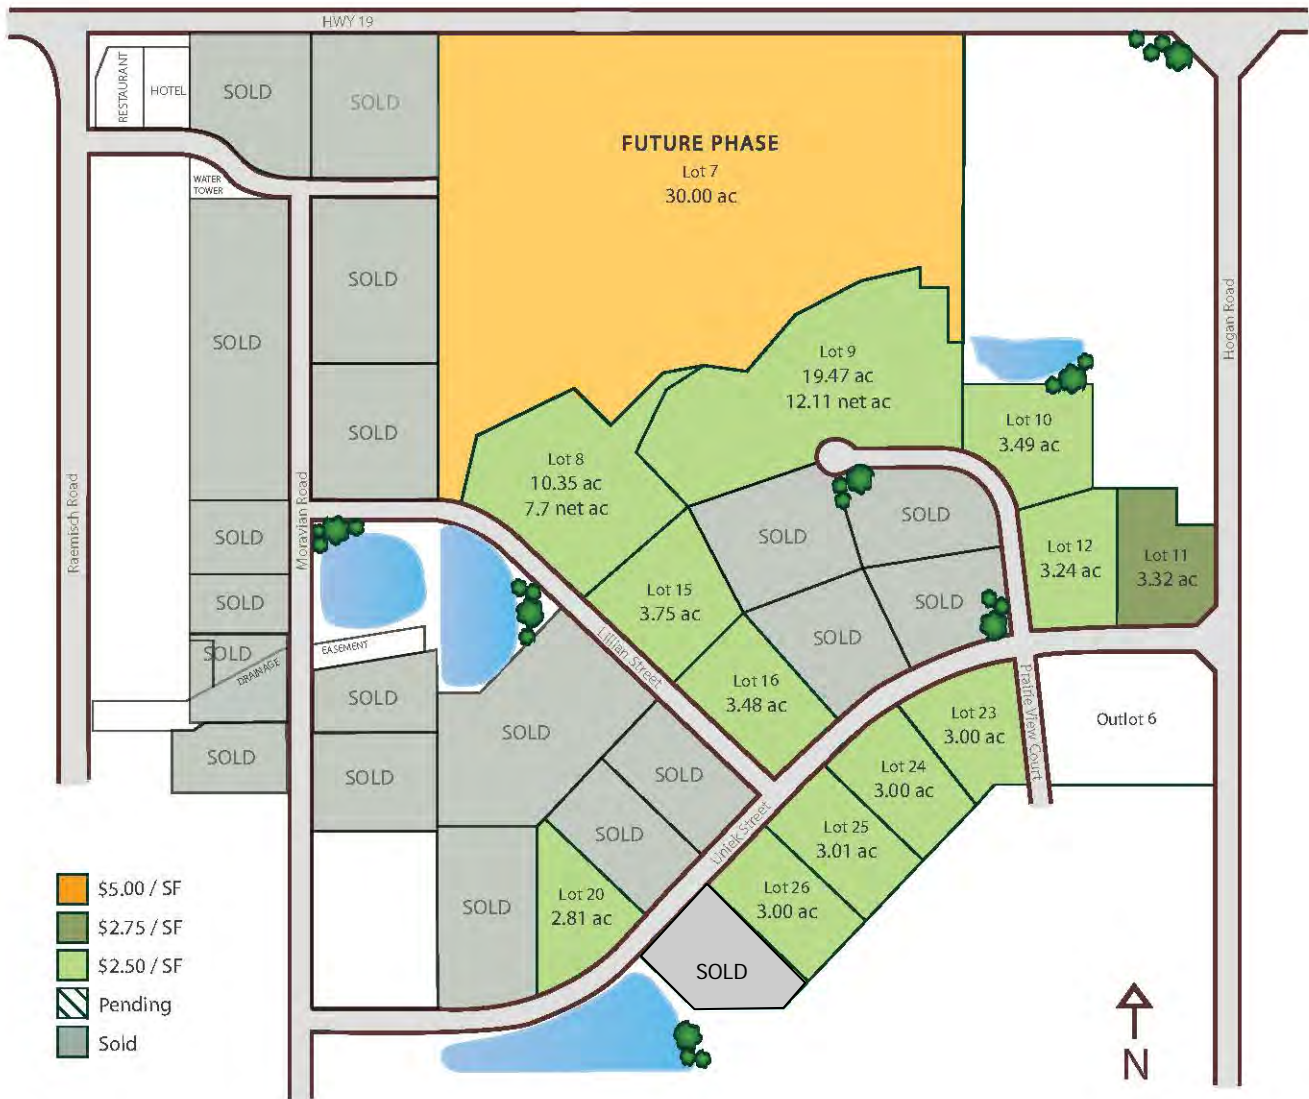 HWY 19
RESTAURANT
HOTEL
SOLD
SOLD
FUTURE PHASE
Lot 7
30.00 ac
WATER
TOWER
SOLD
SOLD
Hogan Road
Lot 9
19.47 ac
12.11 net ac
Lot 10
3.49 ac
SOLD
Lot 8
10.35 ac
7.7 net ac
Raemisch Road
Moravian Road
SOLD
SOLD
SOLD
Lot 12
3.24 ac
Lot 11
3.32 ac
Lot 15
3.75 ac
SOLD
SOLD
SOLD
SOLD
DRAINAGE
EASEMENT
Lillian Street
Lot 16
3.48 ac
SOLD
SOLD
Lot 23
3.00 ac
Prairie View Court
Outlot 6
SOLD
SOLD
SOLD
Lot 24
3.00 ac
SOLD
Uniek Street
Lot 25
3.01 ac
SOLD
Lot 20
2.81 ac
Lot 26
3.00 ac
SOLD
$5.00 / SF
$2.75 / SF
$2.50 / SF
Pending
Sold
N